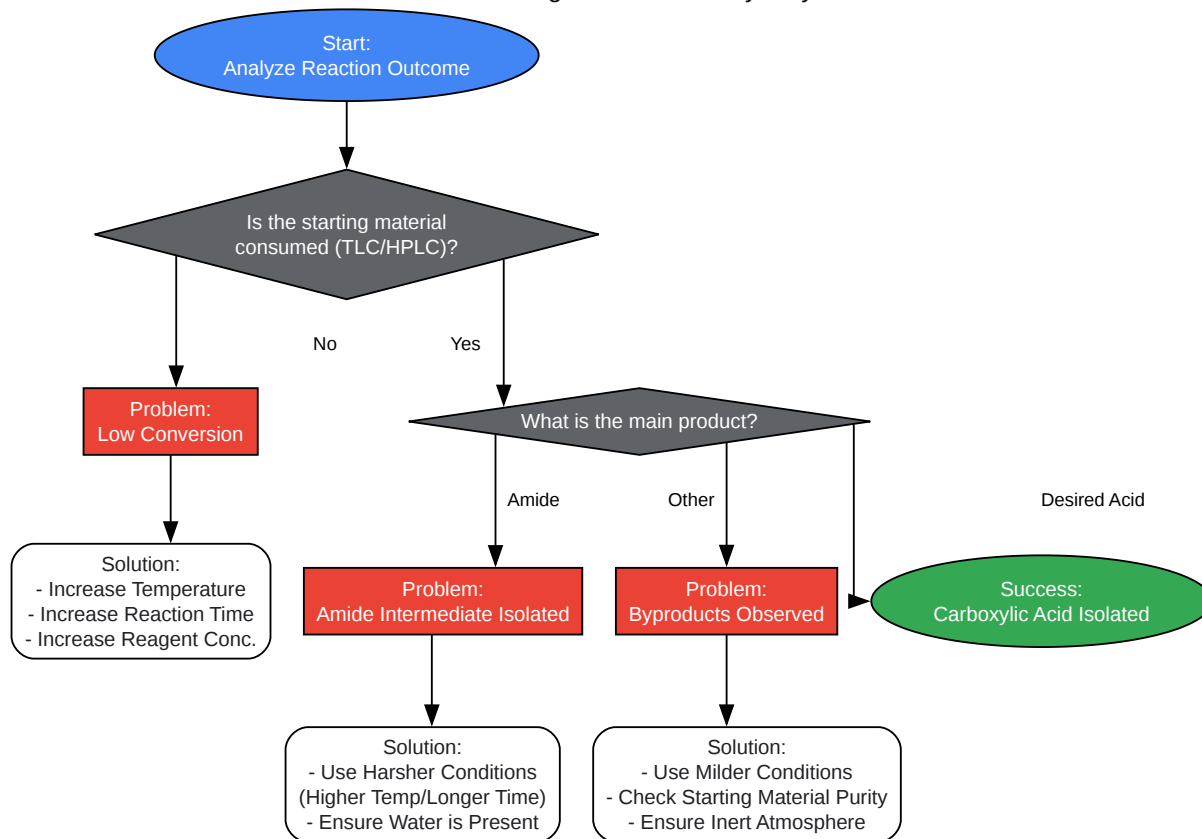 Start:
Analyze Reaction Outcome
Is the starting material
consumed (TLC/HPLC)?
No
Yes
Problem:
Low Conversion
What is the main product?
Amide
Other
Desired Acid
Solution:
- Increase Temperature
- Increase Reaction Time
- Increase Reagent Conc.
Problem:
Amide Intermediate Isolated
Problem:
Byproducts Observed
Success:
Carboxylic Acid Isolated
Solution:
- Use Harsher Conditions
(Higher Temp/Longer Time)
- Ensure Water is Present
Solution:
- Use Milder Conditions
- Check Starting Material Purity
- Ensure Inert Atmosphere